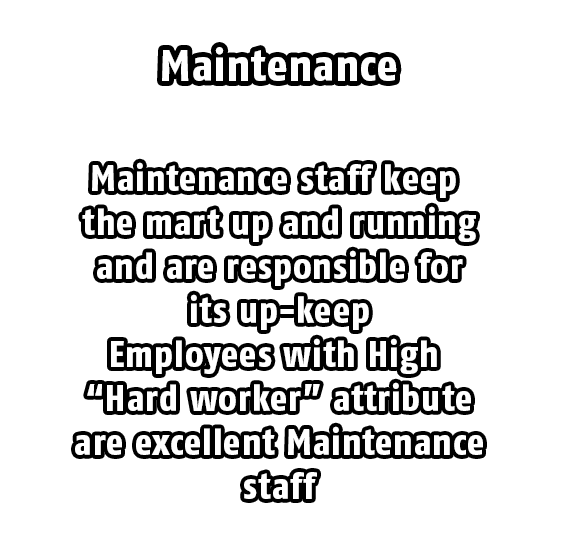 Maintenance
Maintenance staff keep
the mart up and running
and are responsible for
its up-keep
Employees with High
“Hard worker” attribute
are excellent Maintenance
staff